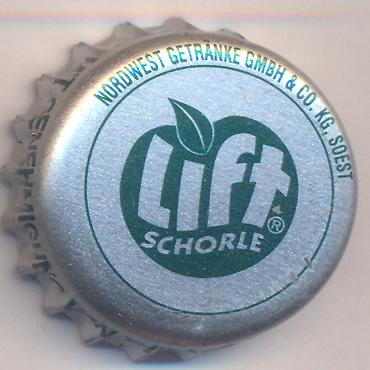 NORDWEST GETRÄNKE GMBH & CO. KG, SOEST
Lift®
SCHORLE